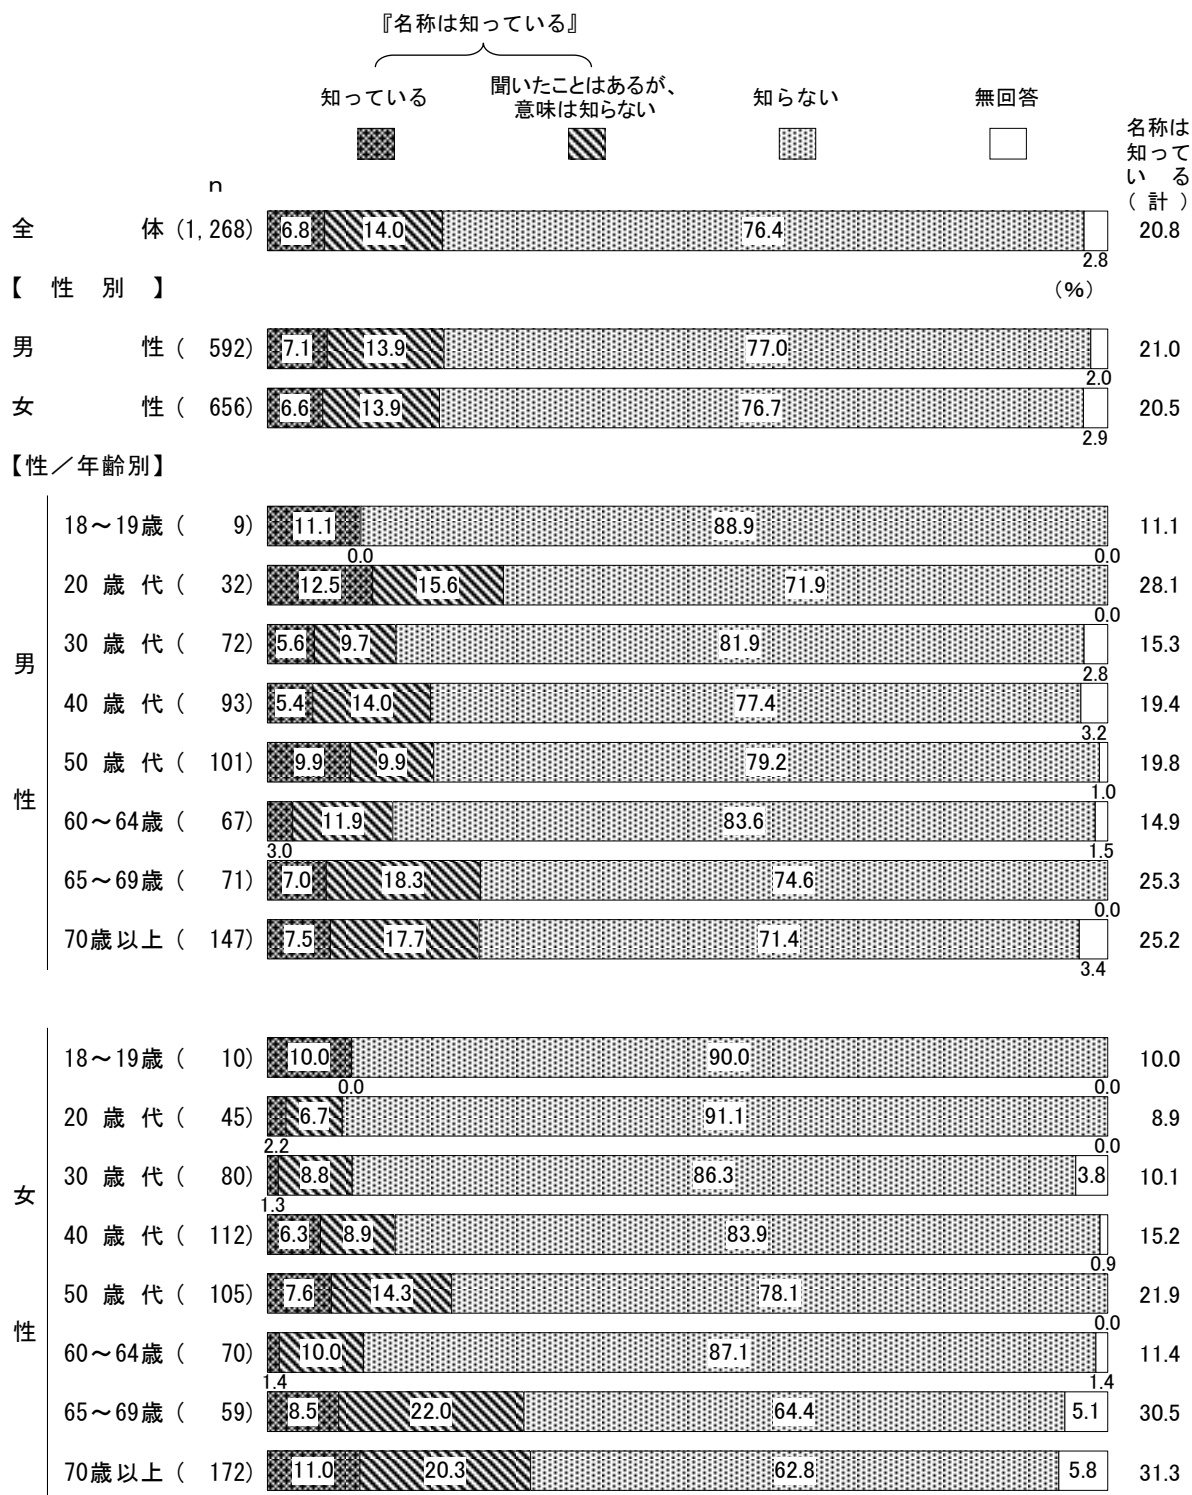 『名称は知っている』
知っている 聞いたことはあるが、意味は知らない 知らない 無回答 名称は知っている(計)
n
全体 (1,268) 6.8 14.0 76.4 20.8
2.8
【性別】 (%)
男性 ( 592) 7.1 13.9 77.0 21.0
2.0
女性 ( 656) 6.6 13.9 76.7 20.5
2.9
【性/年齢別】
男性
18~19歳 ( 9) 11.1 88.9 11.1
0.0 0.0
20歳代 ( 32) 12.5 15.6 71.9 28.1
0.0
30歳代 ( 72) 5.6 9.7 81.9 15.3
2.8
40歳代 ( 93) 5.4 14.0 77.4 19.4
3.2
50歳代 ( 101) 9.9 9.9 79.2 19.8
1.0
60~64歳 ( 67) 11.9 83.6 14.9
3.0 1.5
65~69歳 ( 71) 7.0 18.3 74.6 25.3
0.0
70歳以上 ( 147) 7.5 17.7 71.4 25.2
3.4
女性
18~19歳 ( 10) 10.0 90.0 10.0
0.0 0.0
20歳代 ( 45) 6.7 91.1 8.9
2.2 0.0
30歳代 ( 80) 8.8 86.3 3.8 10.1
1.3
40歳代 ( 112) 6.3 8.9 83.9 15.2
0.9
50歳代 ( 105) 7.6 14.3 78.1 21.9
0.0
60~64歳 ( 70) 10.0 87.1 11.4
1.4 1.4
65~69歳 ( 59) 8.5 22.0 64.4 5.1 30.5
70歳以上 ( 172) 11.0 20.3 62.8 5.8 31.3